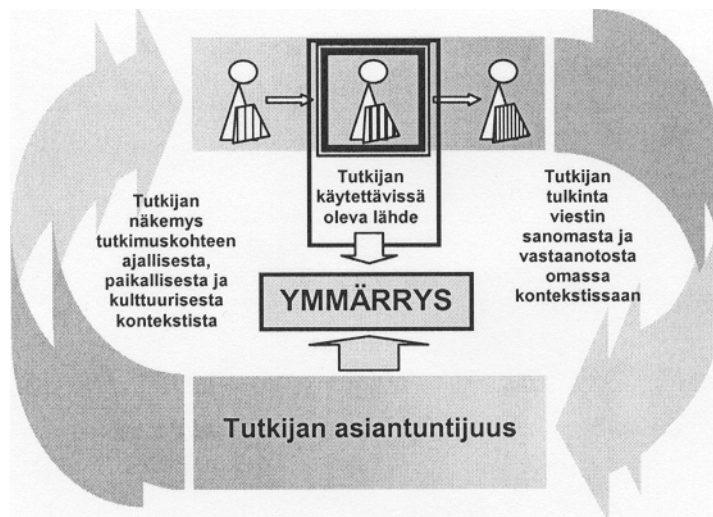 Tutkijan
näkemys
tutkimuskohteen
ajallisesta,
paikallisesta ja
kulttuurisesta
kontekstista
Tutkijan
käytettävissä
oleva lähde
Tutkijan
tulkinta
viestin
sanomasta ja
vastaanotosta
omassa
kontekstissaan
YMMÄRRYS
Tutkijan asiantuntijuus